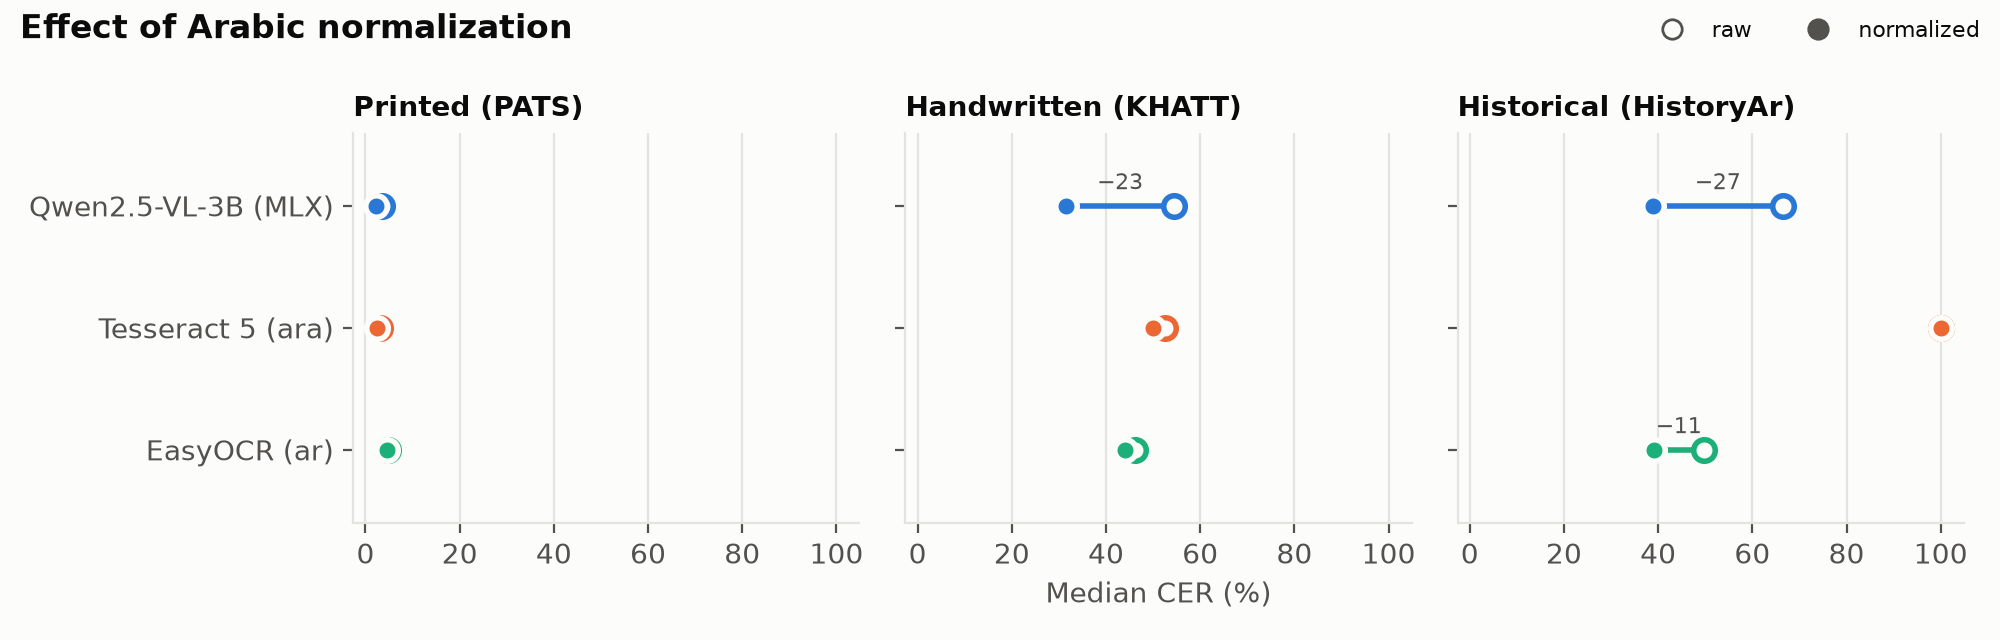 Effect of Arabic normalization
raw
normalized
Printed (PATS)
Handwritten (KHATT)
Historical (HistoryAr)
Qwen2.5-VL-3B (MLX)
−23
−27
Tesseract 5 (ara)
EasyOCR (ar)
−11
0 20 40 60 80 100
0 20 40 60 80 100
0 20 40 60 80 100
Median CER (%)